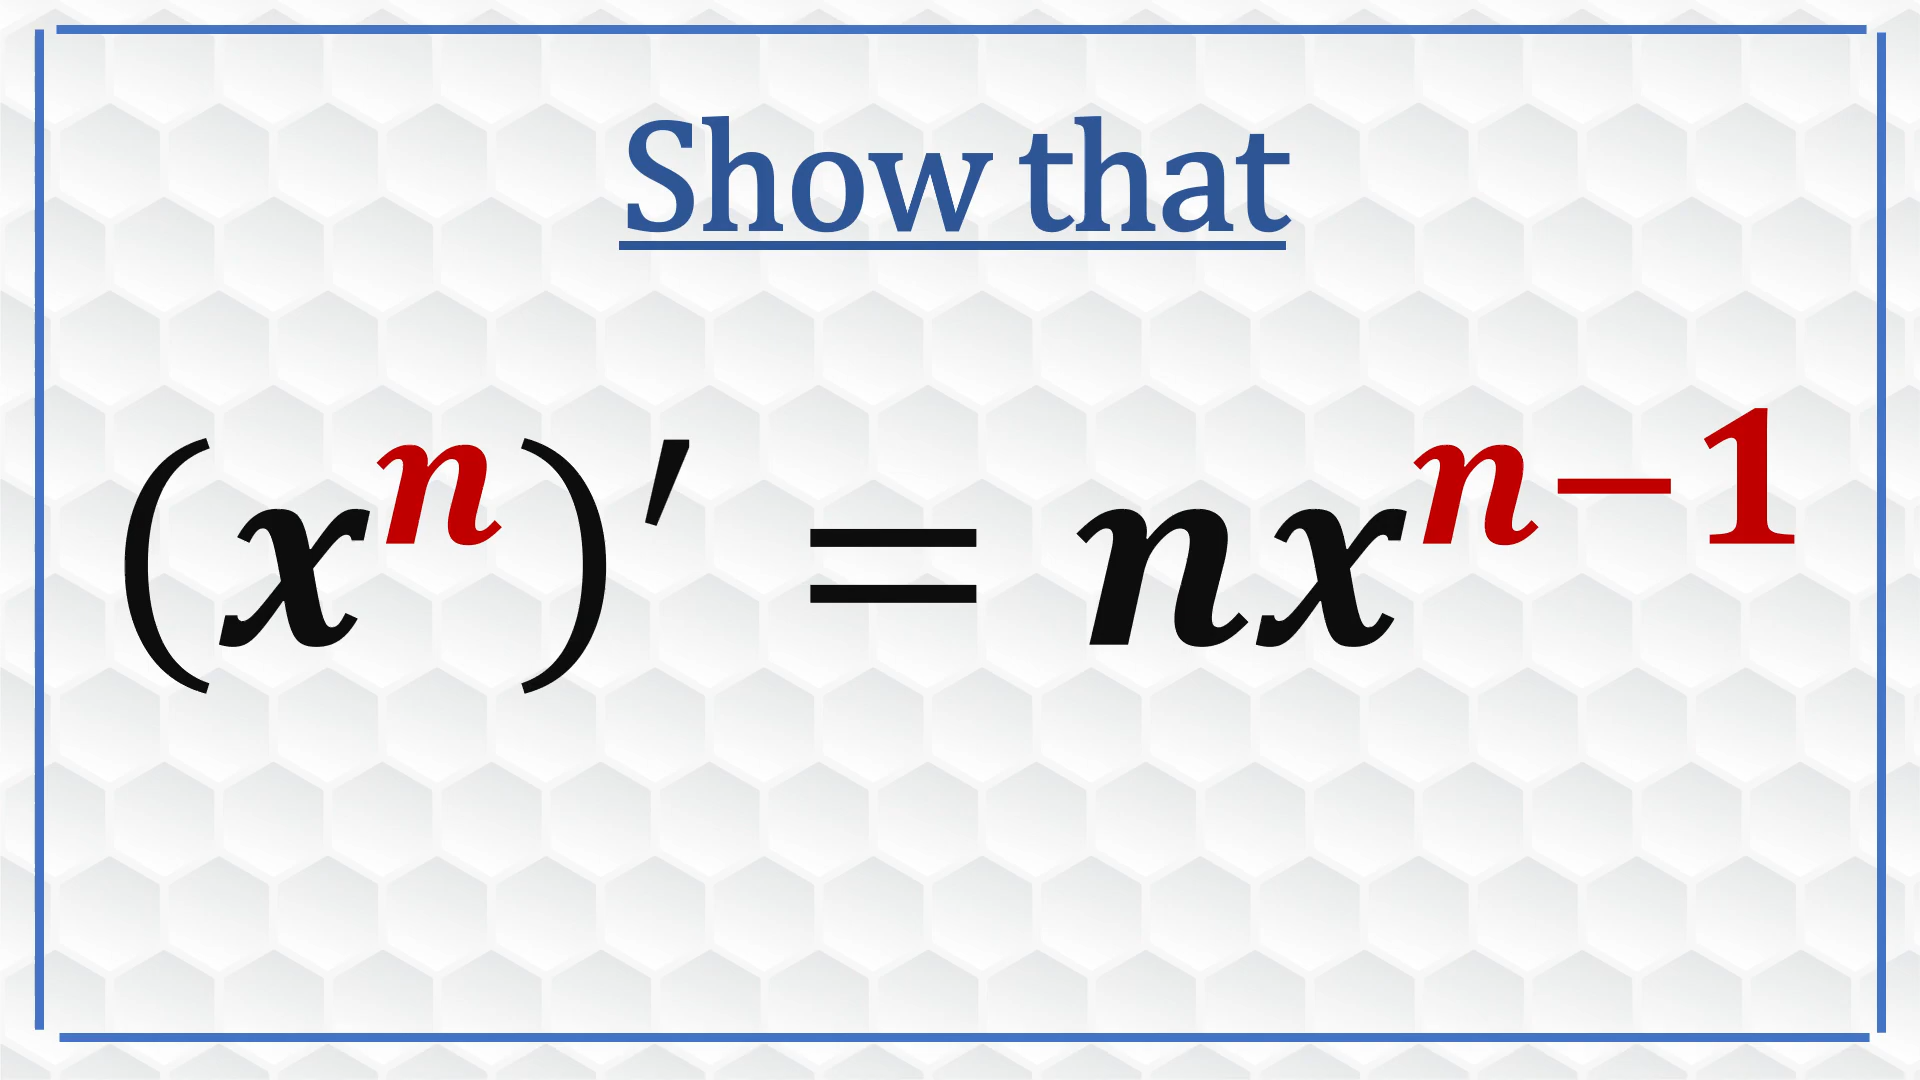 Show that
(xⁿ)′ = nxⁿ⁻¹